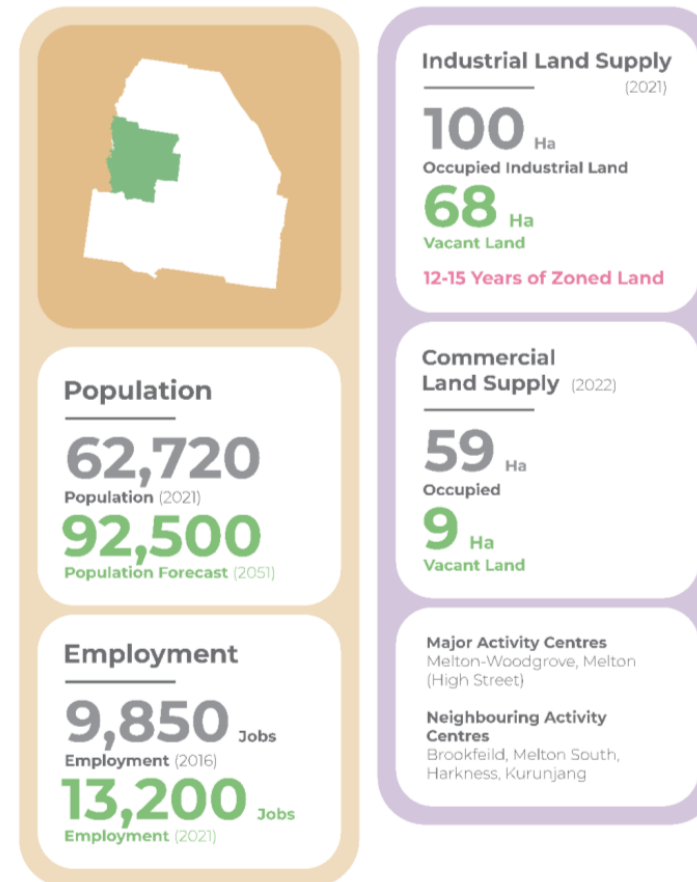 Population
62,720
Population (2021)
92,500
Population Forecast (2051)
Employment
9,850 Jobs
Employment (2016)
13,200 Jobs
Employment (2021)
Industrial Land Supply
(2021)
100 Ha
Occupied Industrial Land
68 Ha
Vacant Land
12-15 Years of Zoned Land
Commercial
Land Supply (2022)
59 Ha
Occupied
9 Ha
Vacant Land
Major Activity Centres
Melton-Woodgrove, Melton
(High Street)
Neighbouring Activity
Centres
Brookfeild, Melton South,
Harkness, Kurunjang